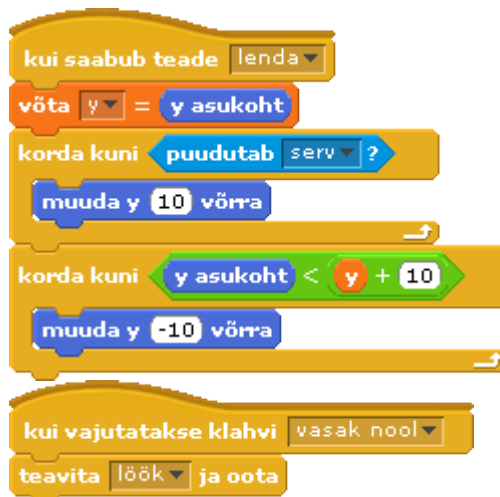 kui saabub teade lenda
võta y = y asukoht
korda kuni puudutab serv ?
muuda y 10 võrra
korda kuni y asukoht < y + 10
muuda y -10 võrra
kui vajutatakse klahvi vasak nool
teavita löök ja oota